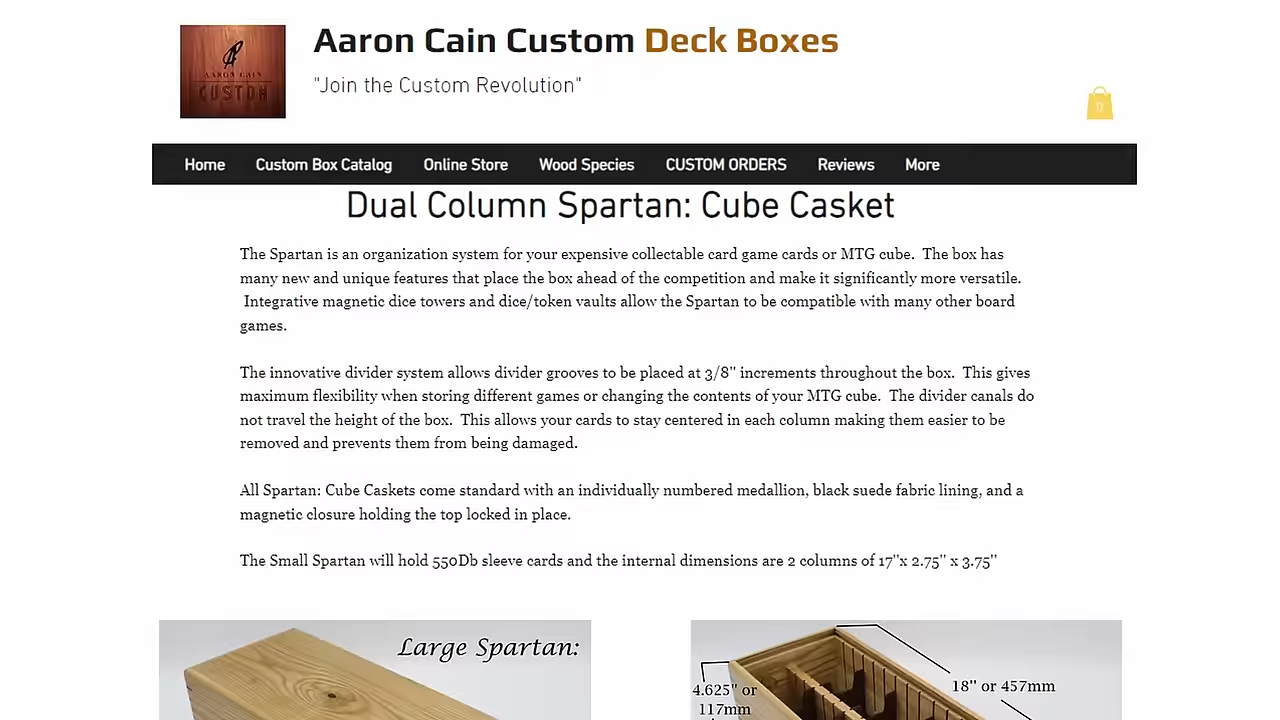 Aaron Cain Custom Deck Boxes
AARON CAIN
CUSTOM
"Join the Custom Revolution"
0
Home Custom Box Catalog Online Store Wood Species CUSTOM ORDERS Reviews More
Dual Column Spartan: Cube Casket
The Spartan is an organization system for your expensive collectable card game cards or MTG cube.  The box has
many new and unique features that place the box ahead of the competition and make it significantly more versatile.
Integrative magnetic dice towers and dice/token vaults allow the Spartan to be compatible with many other board
games.
The innovative divider system allows divider grooves to be placed at 3/8" increments throughout the box.  This gives
maximum flexibility when storing different games or changing the contents of your MTG cube.  The divider canals do
not travel the height of the box.  This allows your cards to stay centered in each column making them easier to be
removed and prevents them from being damaged.
All Spartan: Cube Caskets come standard with an individually numbered medallion, black suede fabric lining, and a
magnetic closure holding the top locked in place.
The Small Spartan will hold 550Db sleeve cards and the internal dimensions are 2 columns of 17"x 2.75" x 3.75"
Large Spartan:
4.625" or
117mm
18" or 457mm